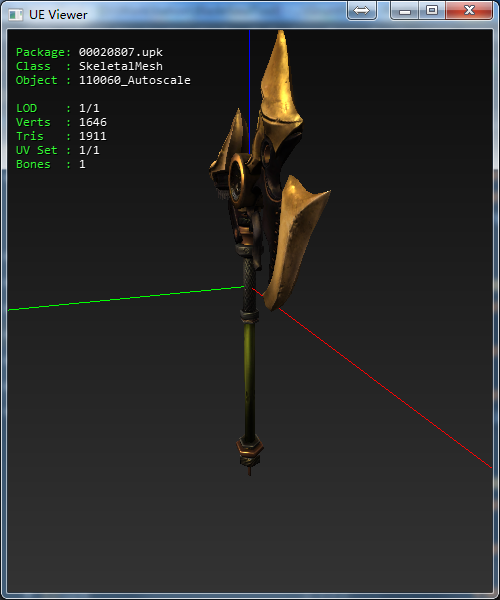 UE Viewer
Package: 00020807.upk
Class : SkeletalMesh
Object : 110060_Autoscale
LOD : 1/1
Verts : 1646
Tris : 1911
UV Set : 1/1
Bones : 1